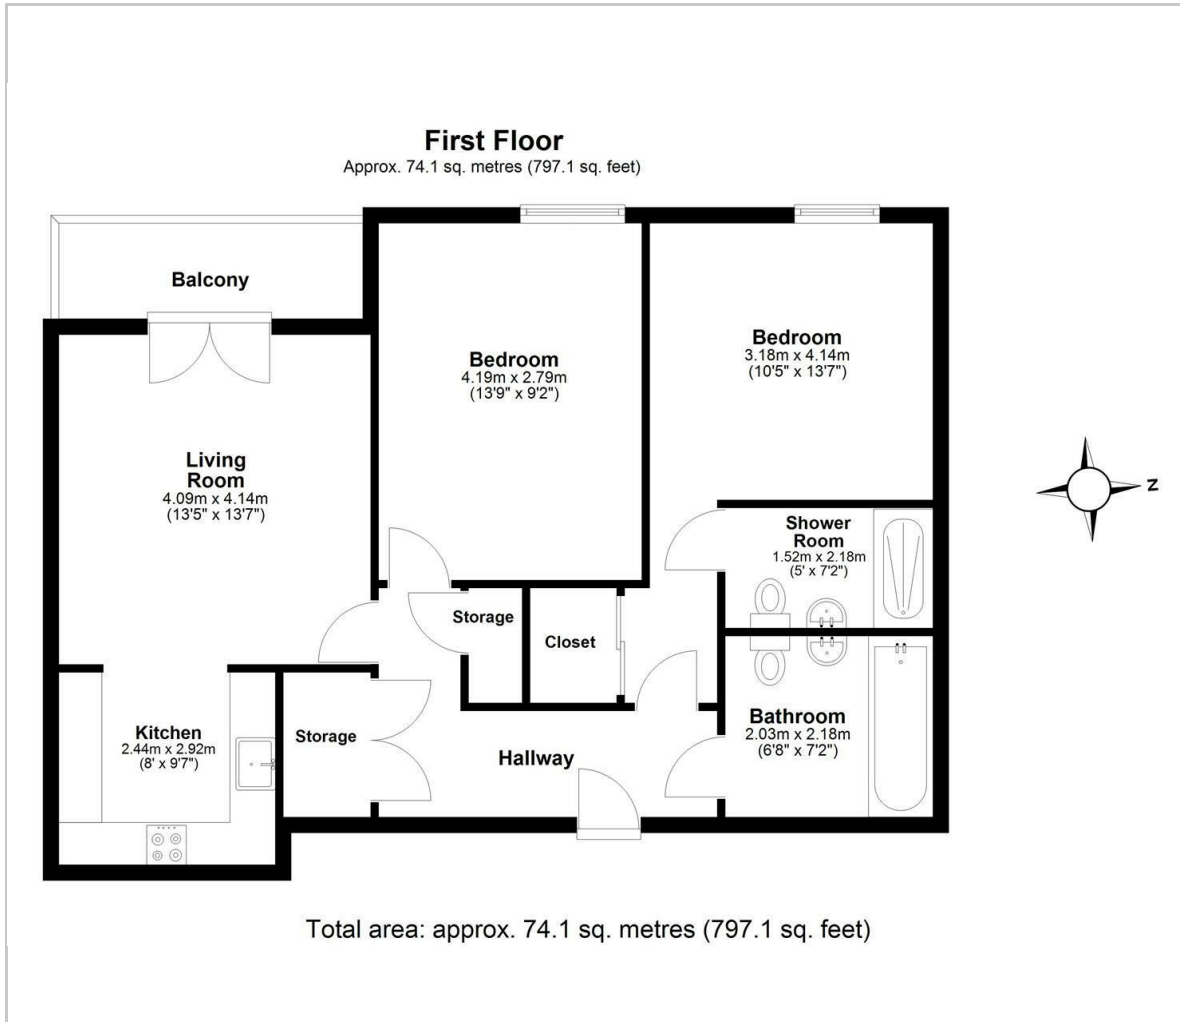 First Floor
Approx. 74.1 sq. metres (797.1 sq. feet)
Balcony
Bedroom
4.19m x 2.79m
(13'9" x 9'2")
Bedroom
3.18m x 4.14m
(10'5" x 13'7")
Living
Room
4.09m x 4.14m
(13'5" x 13'7")
N
Shower
Room
1.52m x 2.18m
(5' x 7'2")
Storage
Closet
Kitchen
2.44m x 2.92m
(8' x 9'7")
Storage
Hallway
Bathroom
2.03m x 2.18m
(6'8" x 7'2")
Total area: approx. 74.1 sq. metres (797.1 sq. feet)